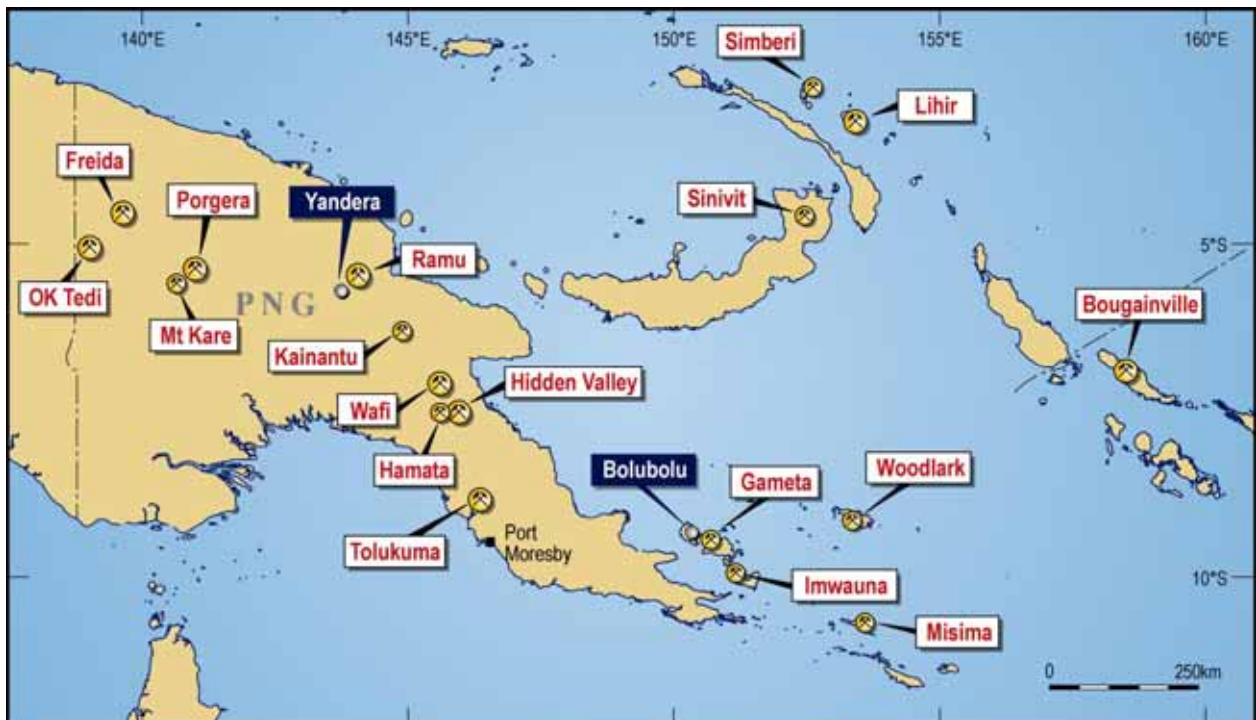 140°E
145°E
150°E
155°E
160°E
Simberi
Lihir
Freida
Porgera
Yandera
Sinivit
Ramu
5°S
OK Tedi
Mt Kare
PNG
Bougainville
Kainantu
Hidden Valley
Wafi
Hamata
Bolubolu
Gameta
Woodlark
Tolukuma
Port
Moresby
Imwauna
10°S
Misima
0
250km